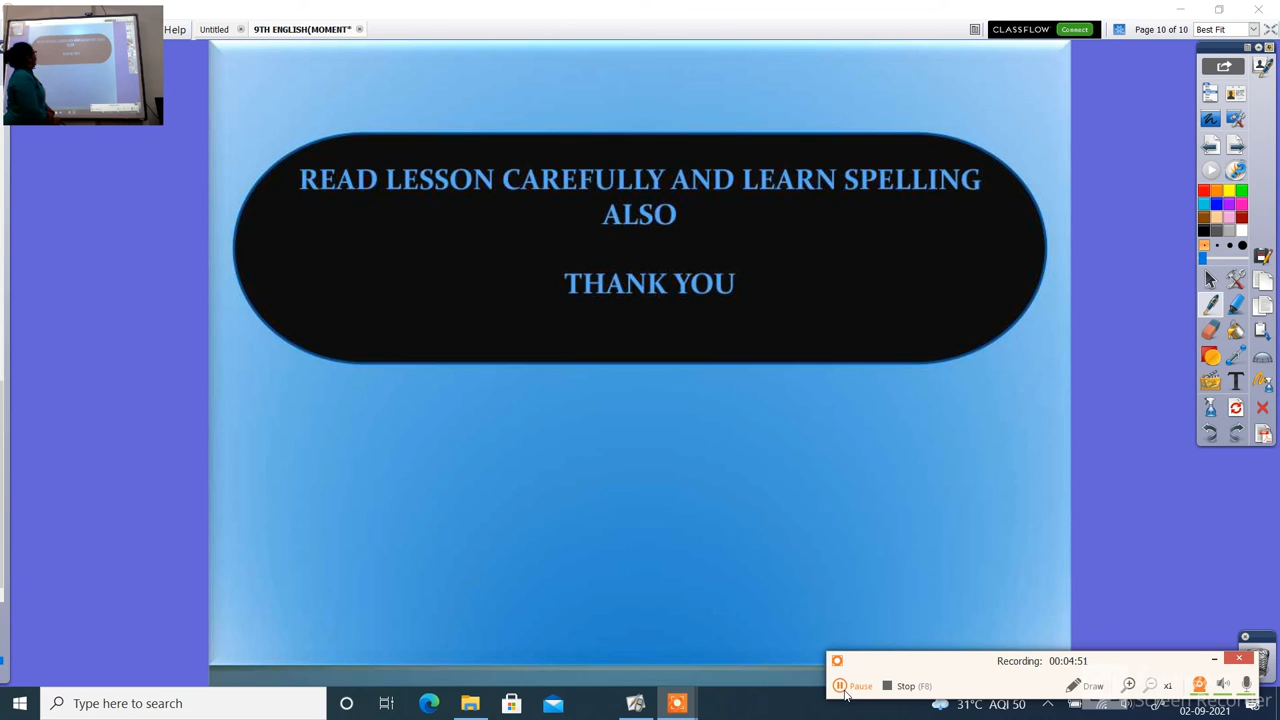 Help
Untitled
9TH ENGLISH(MOMENT*
CLASSFLOW
Connect
Page 10 of 10
Best Fit
READ LESSON CAREFULLY AND LEARN SPELLING
ALSO
THANK YOU
T
Recording: 00:04:51
Pause
Stop (F8)
Draw
x1
Type here to search
31°C AQI 50
Screen Recorder
02-09-2021